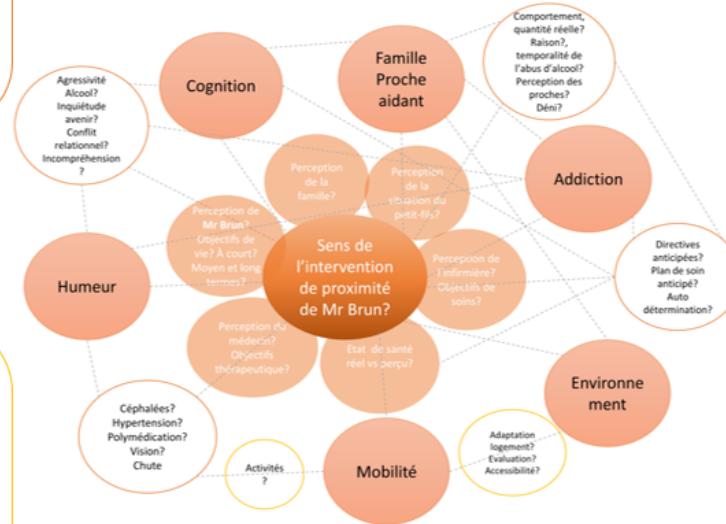 Cognition
Famille
Proche
aidant
Comportement,
quantité réelle?
Raison?,
temporalité de
l'abus d'alcool?
Perception des
proches?
Déni?
Agressivité
Alcool?
Inquiétude
avenir?
Conflit
relationnel?
Incompréhension
?
Addiction
Perception
de la
famille?
Perception
de la
situation du
petit-fils?
Perception de
Mr Brun?
Objectifs de
vie? À court?
Moyen et long
termes?
Sens de
l'intervention
de proximité
de Mr Brun?
Perception de
l'infirmière?
Objectifs de
soins?
Directives
anticipées?
Plan de soin
anticipé?
Auto
détermination?
Humeur
Perception du
médecin?
Objectifs
thérapeutique?
Etat de santé
réel vs perçu?
Environne
ment
Céphalées?
Hypertension?
Polymédication?
Vision?
Chute
Activités
?
Mobilité
Adaptation
logement?
Evaluation?
Accessibilité?